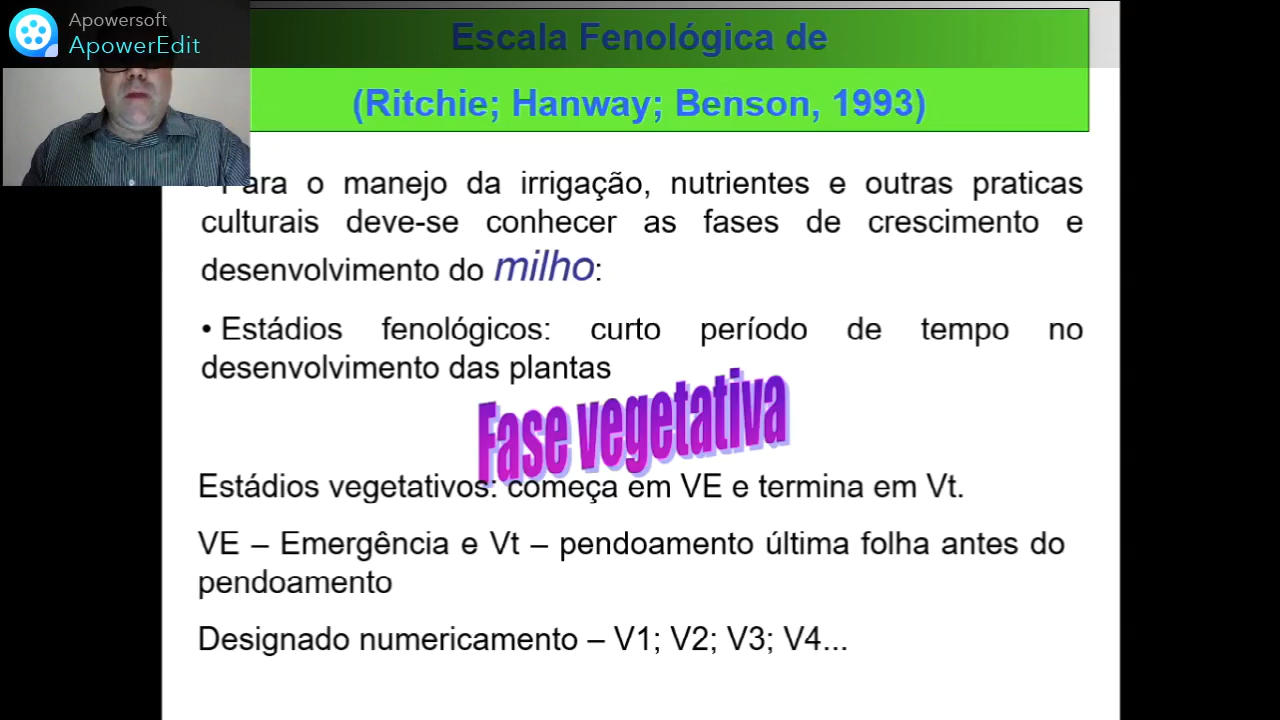 Apowersoft
ApowerEdit
Escala Fenológica de
(Ritchie; Hanway; Benson, 1993)
• Para o manejo da irrigação, nutrientes e outras praticas
culturais deve-se conhecer as fases de crescimento e
desenvolvimento do milho:
• Estádios fenológicos: curto período de tempo no
desenvolvimento das plantas
Fase vegetativa
Estádios vegetativos: começa em VE e termina em Vt.
VE – Emergência e Vt – pendoamento última folha antes do
pendoamento
Designado numericamento – V1; V2; V3; V4...